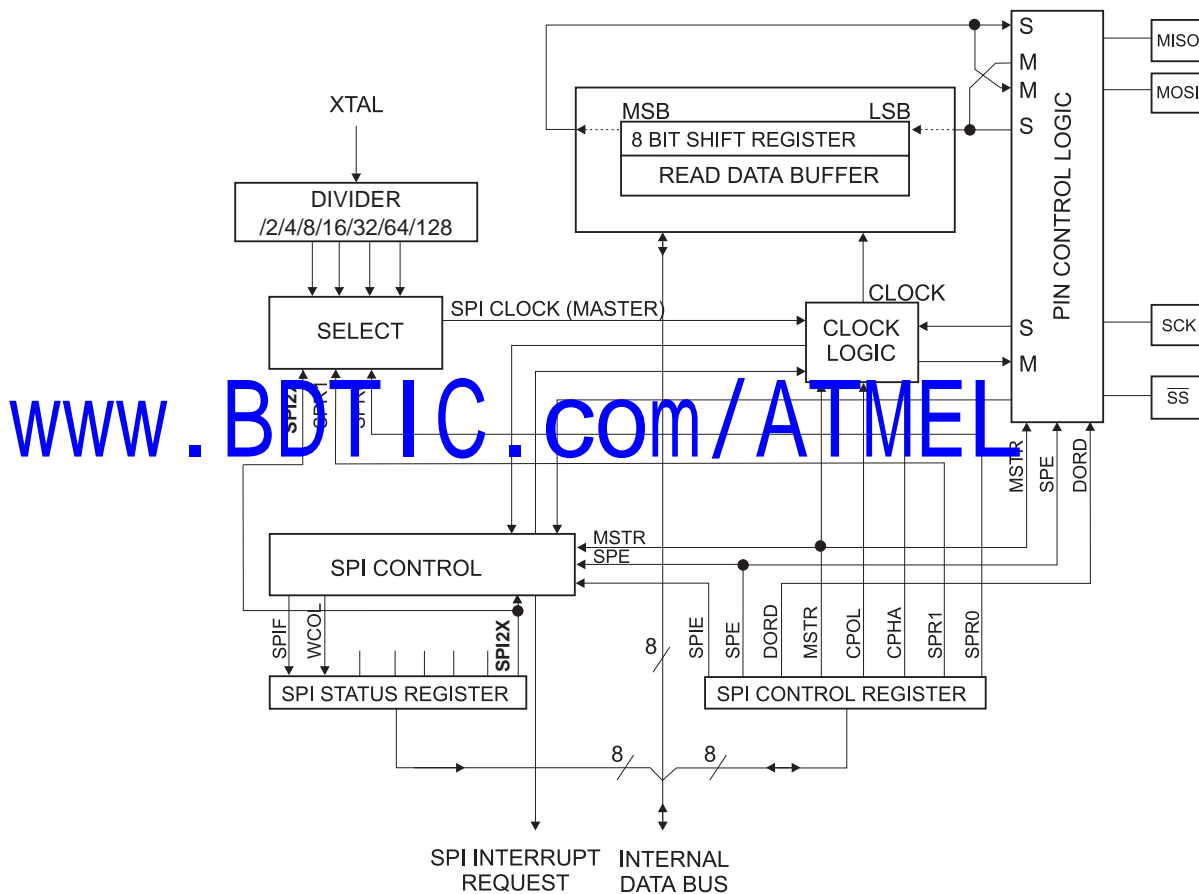 S
MISO
M
XTAL
M
MOSI
MSB
LSB
S
8 BIT SHIFT REGISTER
READ DATA BUFFER
DIVIDER
/2/4/8/16/32/64/128
PIN CONTROL LOGIC
CLOCK
SPI CLOCK (MASTER)
SELECT
CLOCK
LOGIC
S
SCK
M
SPI2X
SPR1
SS
www.BDTIC.com/ATMEL
MSTR
SPE
DORD
MSTR
SPE
SPI CONTROL
SPIF
WCOL
SPI2X
SPIE
SPE
DORD
MSTR
CPOL
CPHA
SPR1
SPR0
8
SPI STATUS REGISTER
SPI CONTROL REGISTER
8
8
SPI INTERRUPT
REQUEST
INTERNAL
DATA BUS